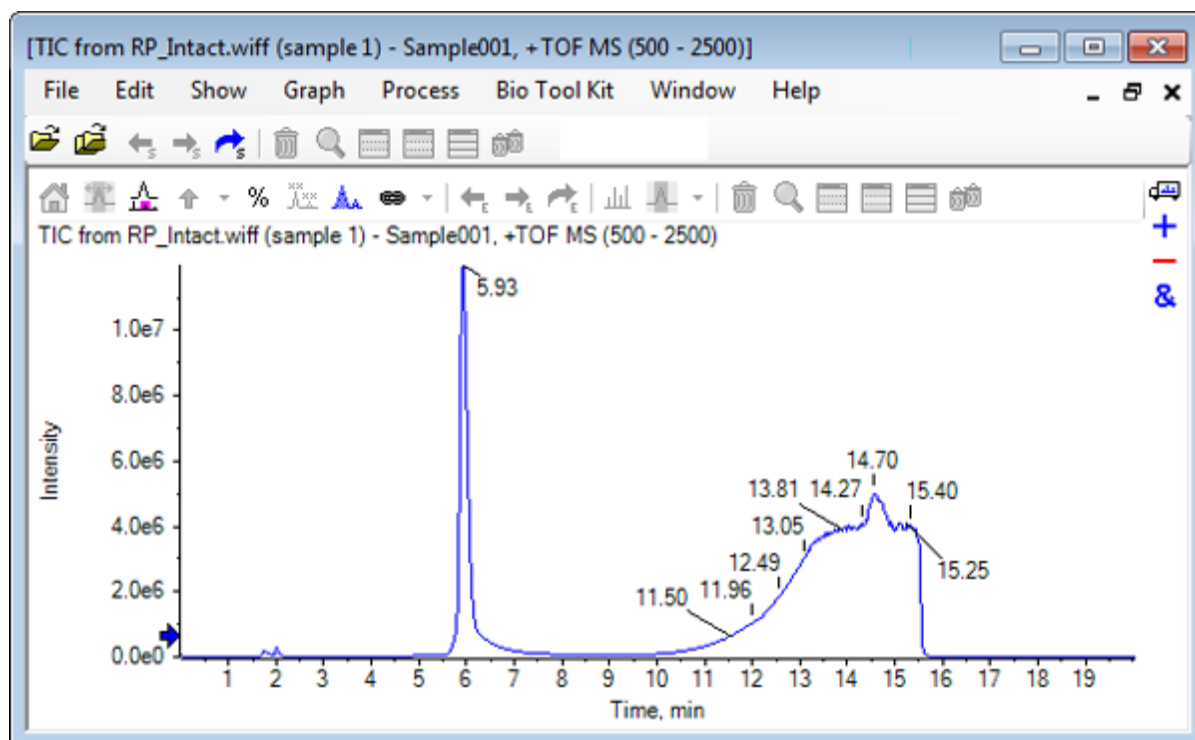 [TIC from RP_Intact.wiff (sample 1) - Sample001, +TOF MS (500 - 2500)]
File Edit Show Graph Process Bio Tool Kit Window Help
S S S
% E E E
TIC from RP_Intact.wiff (sample 1) - Sample001, +TOF MS (500 - 2500)
&
5.93
1.0e7
8.0e6
6.0e6
14.70
13.81 14.27 15.40
4.0e6
13.05
12.49
15.25
2.0e6
11.50 11.96
0.0e0
Intensity
1 2 3 4 5 6 7 8 9 10 11 12 13 14 15 16 17 18 19
Time, min